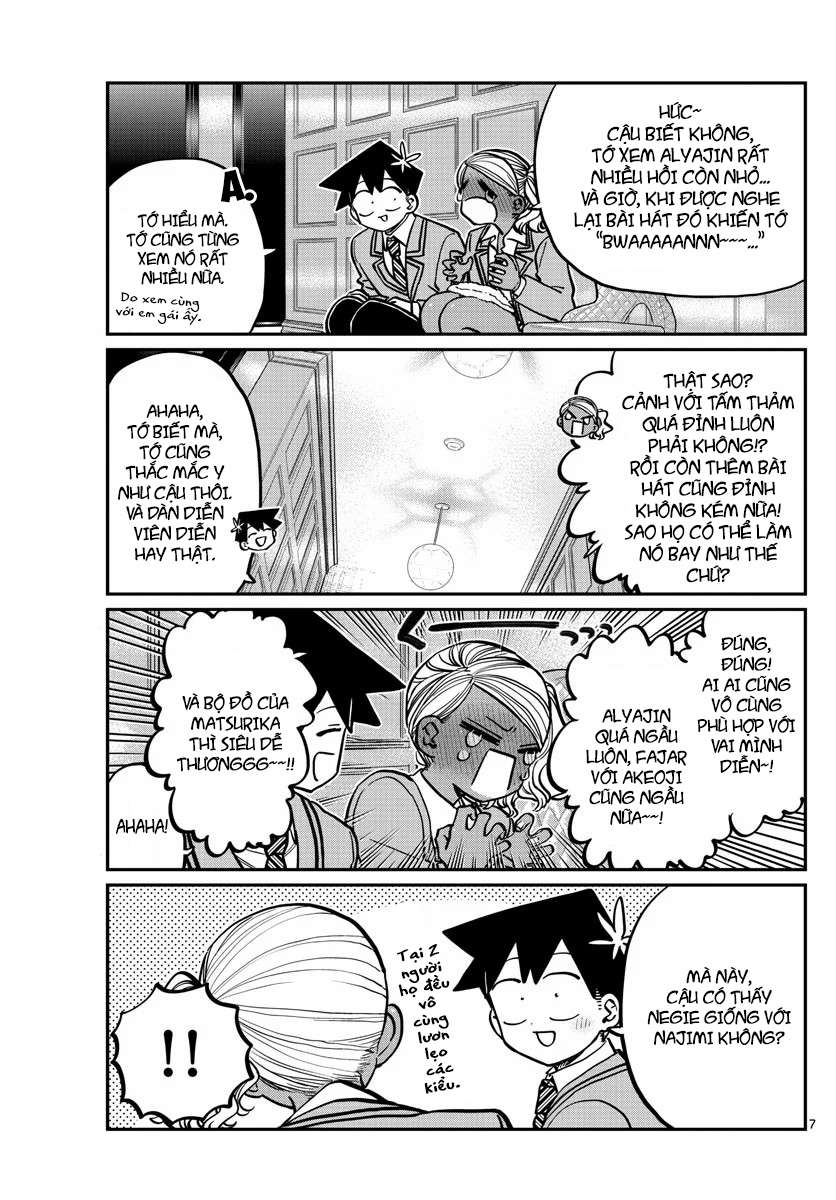 HỨC~
CẬU BIẾT KHÔNG,
TỚ XEM ALYAJIN RẤT
NHIỀU HỒI CÒN NHỎ...
VÀ GIỜ, KHI ĐƯỢC NGHE
LẠI BÀI HÁT ĐÓ KHIẾN TỚ
"BWAAAAANNN~~~..."
A.
TỚ HIỂU MÀ.
TỚ CŨNG TỪNG
XEM NÓ RẤT
NHIỀU NỮA.
Do xem cùng
với em gái ấy.
THẬT SAO?
CẢNH VỚI TẤM THẢM
QUÁ ĐỈNH LUÔN
PHẢI KHÔNG!?
RỒI CÒN THÊM BÀI
HÁT CŨNG ĐỈNH
KHÔNG KÉM NỮA!
SAO HỌ CÓ THỂ LÀM
NÓ BAY NHƯ THẾ
CHỨ?
AHAHA,
TỚ BIẾT MÀ,
TỚ CŨNG
THẮC MẮC Y
NHƯ CẬU THÔI.
VÀ DÀN DIỄN
VIÊN DIỄN
HAY THẬT.
ĐÚNG,
ĐÚNG!
AI AI CŨNG
VÔ CÙNG
PHÙ HỢP VỚI
VAI MÌNH
DIỄN~!
ALYAJIN
QUÁ NGẦU
LUÔN, FAJAR
VỚI AKEOJI
CŨNG NGẦU
NỮA~~!
VÀ BỘ ĐỒ CỦA
MATSURIKA
THÌ SIÊU DỄ
THƯƠNGGG~~!!
AHAHA!
MÀ NÀY,
CẬU CÓ THẤY
NEGIE GIỐNG VỚI
NAJIMI KHÔNG?
Tại 2
người
họ đều
vô
cùng
lươn
lẹo
các
kiểu.
!!
7